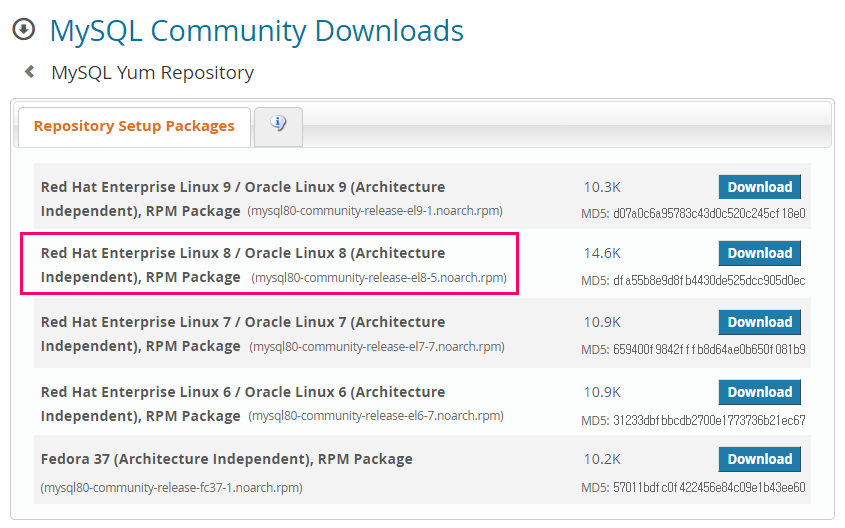 MySQL Community Downloads
MySQL Yum Repository
Repository Setup Packages
Red Hat Enterprise Linux 9 / Oracle Linux 9 (Architecture 10.3K Download
Independent), RPM Package (mysql80-community-release-el9-1.noarch.rpm) MD5: d07a0c6a95783c43d0c520c245cf18e0
Red Hat Enterprise Linux 8 / Oracle Linux 8 (Architecture 14.6K Download
Independent), RPM Package (mysql80-community-release-el8-5.noarch.rpm) MD5: dfa55b8e9d8fb4430de525dcc905d0ec
Red Hat Enterprise Linux 7 / Oracle Linux 7 (Architecture 10.9K Download
Independent), RPM Package (mysql80-community-release-el7-7.noarch.rpm) MD5: 659400f9842fffb8d64ae0b650f081b9
Red Hat Enterprise Linux 6 / Oracle Linux 6 (Architecture 10.9K Download
Independent), RPM Package (mysql80-community-release-el6-7.noarch.rpm) MD5: 31233dbfbbcdb2700e1773736b21ec67
Fedora 37 (Architecture Independent), RPM Package 10.2K Download
(mysql80-community-release-fc37-1.noarch.rpm) MD5: 57011bdfc0f422456e84c09e1b43ee60